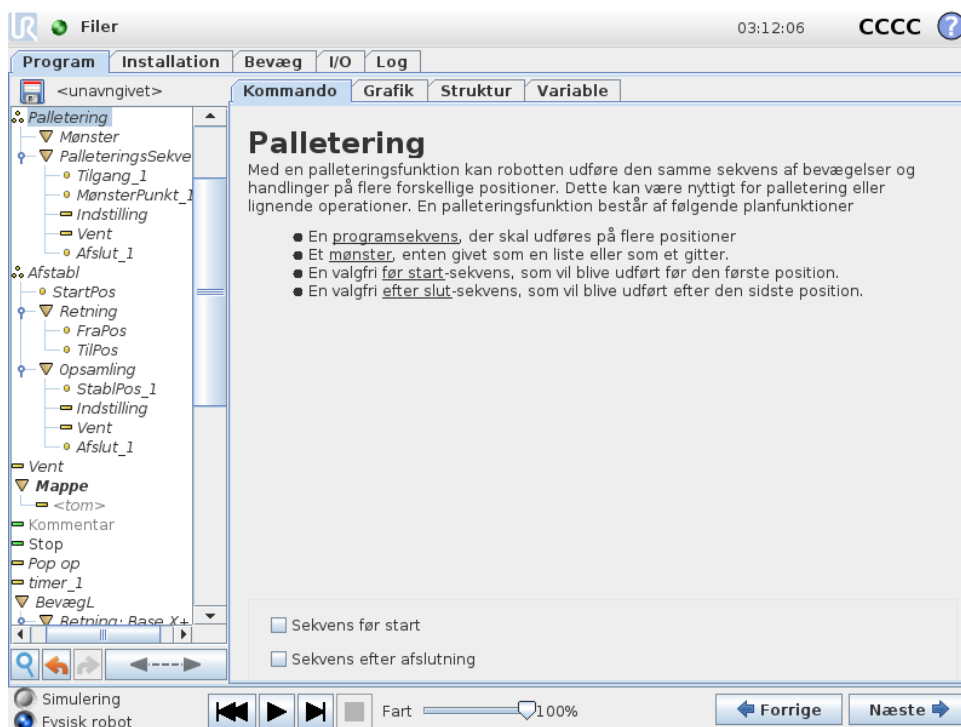 UR Filer 03:12:06 CCCC ?
Program Installation Bevæg I/O Log
<unavngivet> Kommando Grafik Struktur Variable
Palletering
Mønster
PalleteringsSekve
Tilgang_1
MønsterPunkt_1
Indstilling
Vent
Afslut_1
Afstabl
StartPos
Retning
FraPos
TilPos
Opsamling
StablPos_1
Indstilling
Vent
Afslut_1
Vent
Mappe
<tom>
Kommentar
Stop
Pop op
timer_1
BevægL
Retning: Base X+
Palletering
Med en palleteringsfunktion kan robotten udføre den samme sekvens af bevægelser og
handlinger på flere forskellige positioner. Dette kan være nyttigt for palletering eller
lignende operationer. En palleteringsfunktion består af følgende planfunktioner
En programsekvens, der skal udføres på flere positioner
Et mønster, enten givet som en liste eller som et gitter.
En valgfri før start-sekvens, som vil blive udført før den første position.
En valgfri efter slut-sekvens, som vil blive udført efter den sidste position.
Sekvens før start
Sekvens efter afslutning
Simulering
Fysisk robot
Fart 100%
Forrige Næste